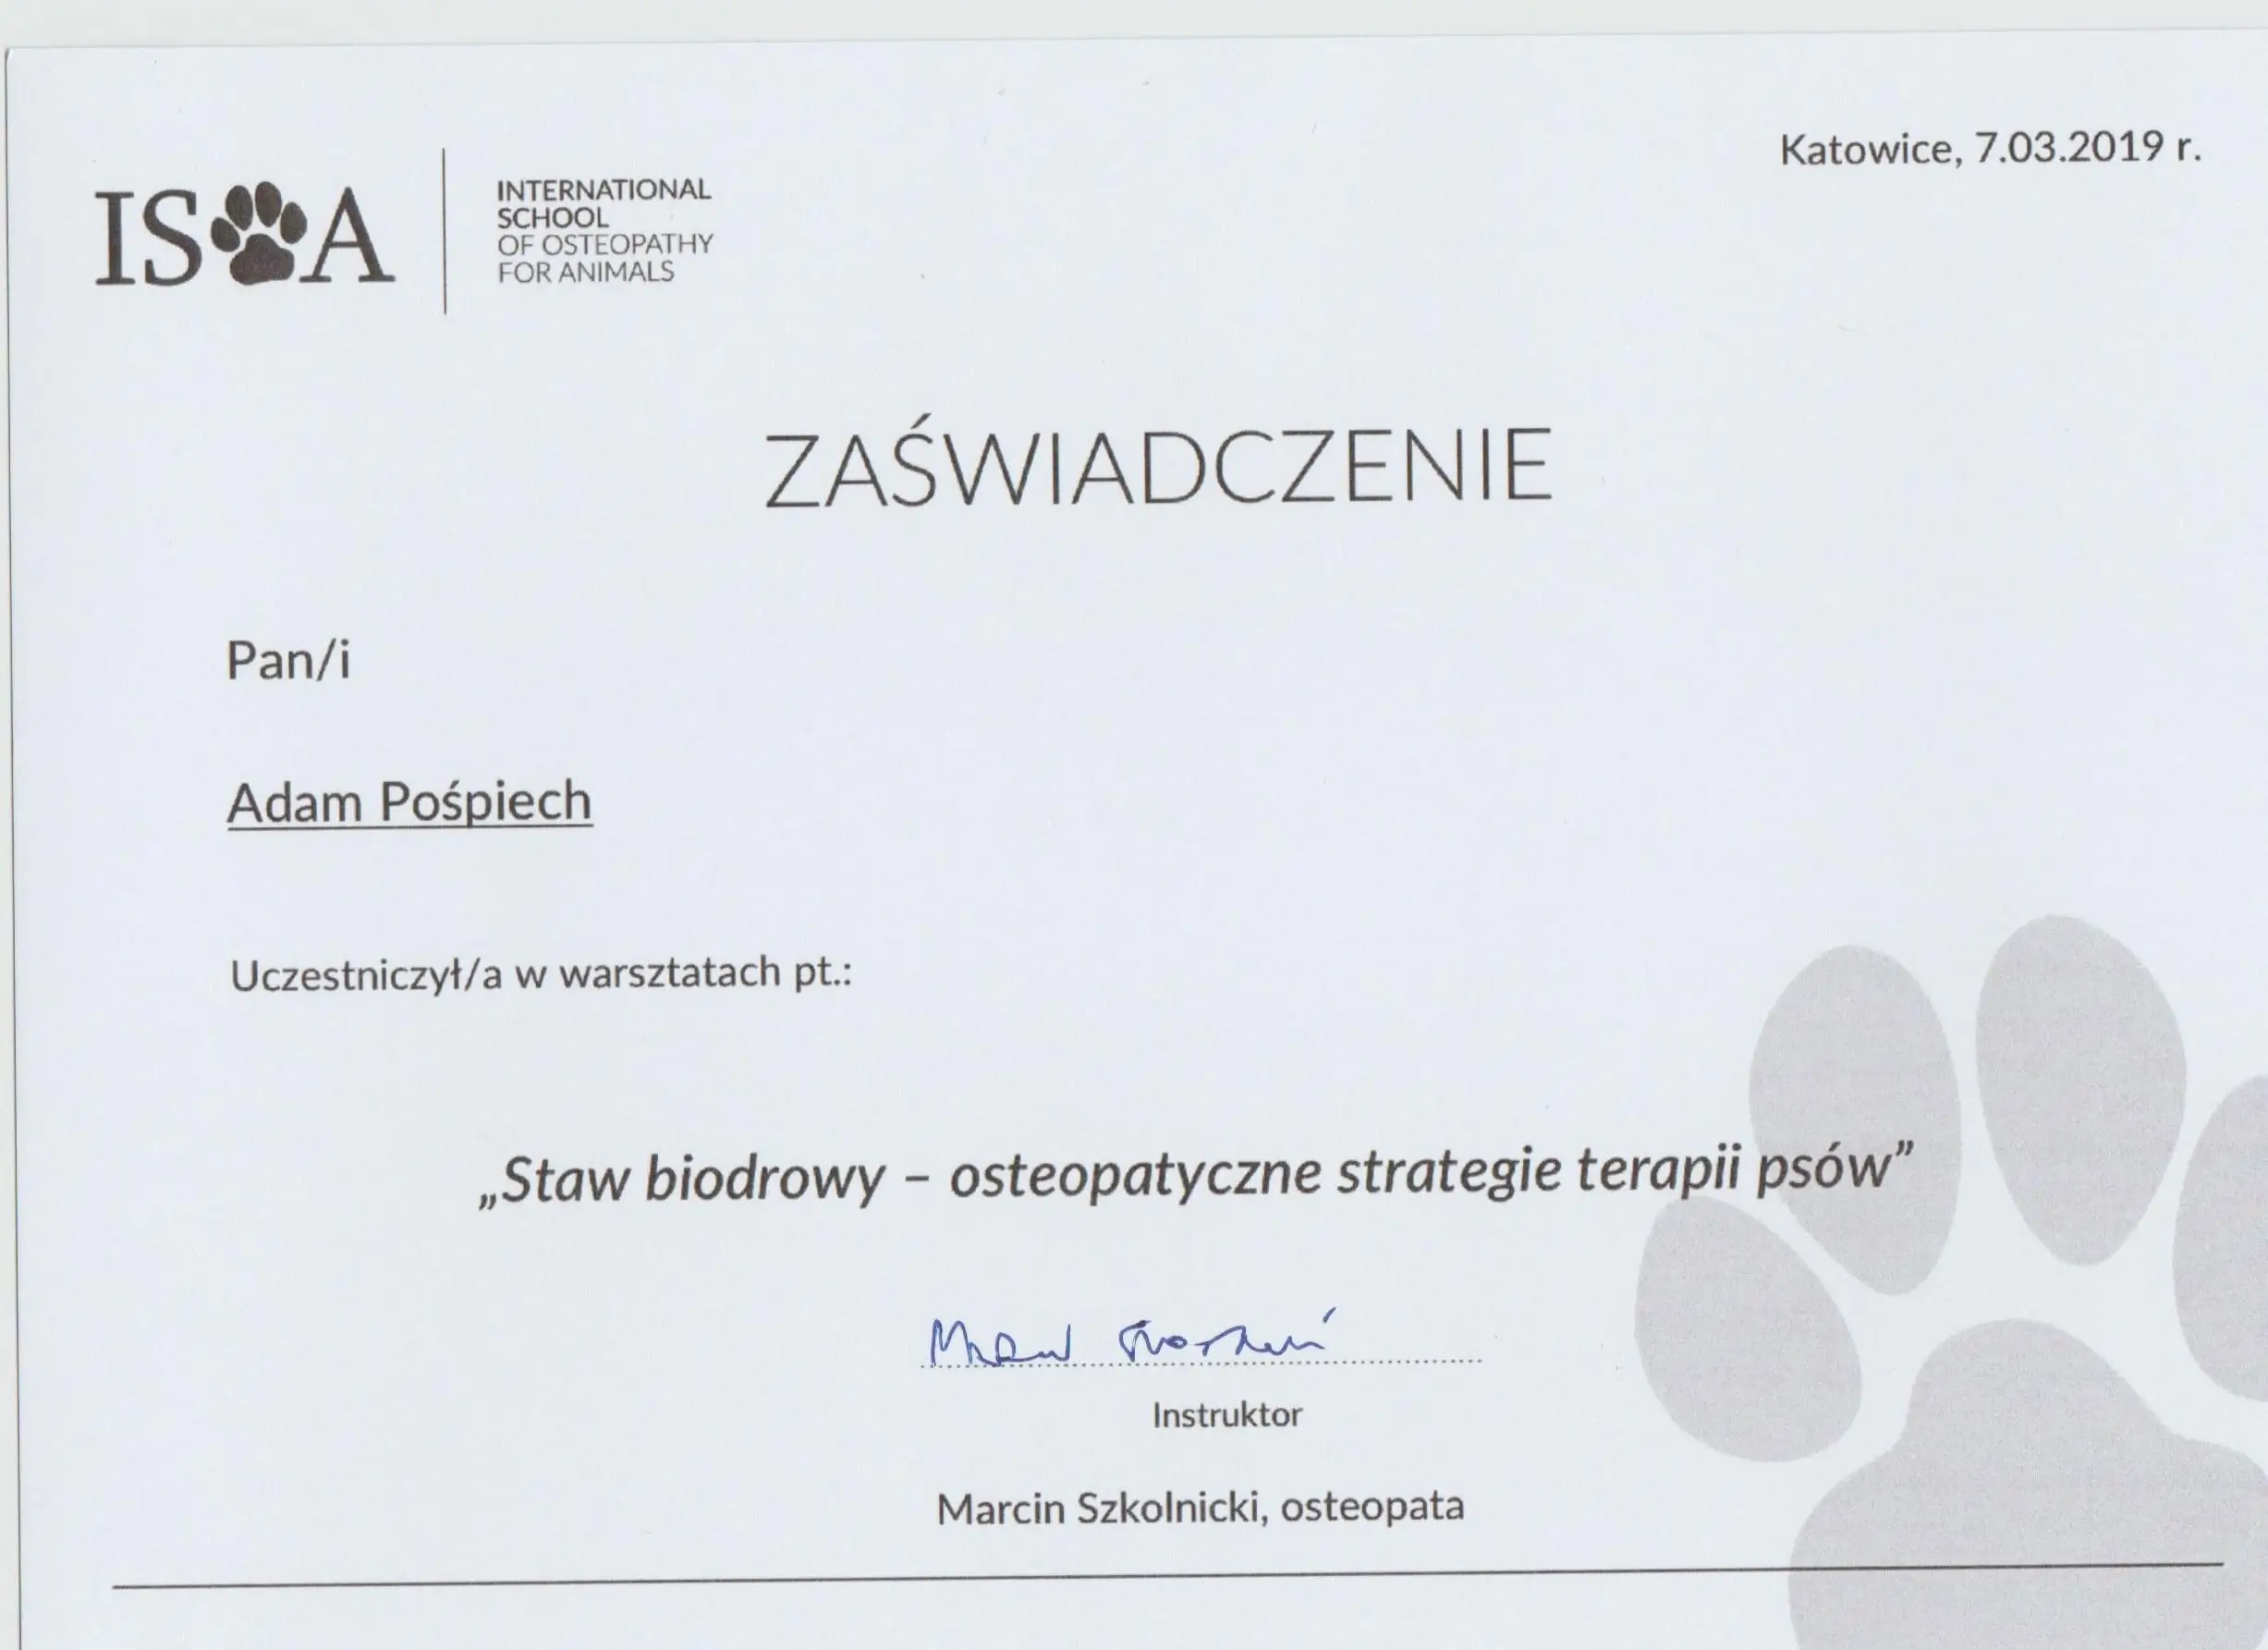 ISOA
INTERNATIONAL
SCHOOL
OF OSTEOPATHY
FOR ANIMALS
Katowice, 7.03.2019 r.
ZAŚWIADCZENIE
Pan/i
Adam Pośpiech
Uczestniczył/a w warsztatach pt.:
„Staw biodrowy – osteopatyczne strategie terapii psów”
Instruktor
Marcin Szkolnicki, osteopata